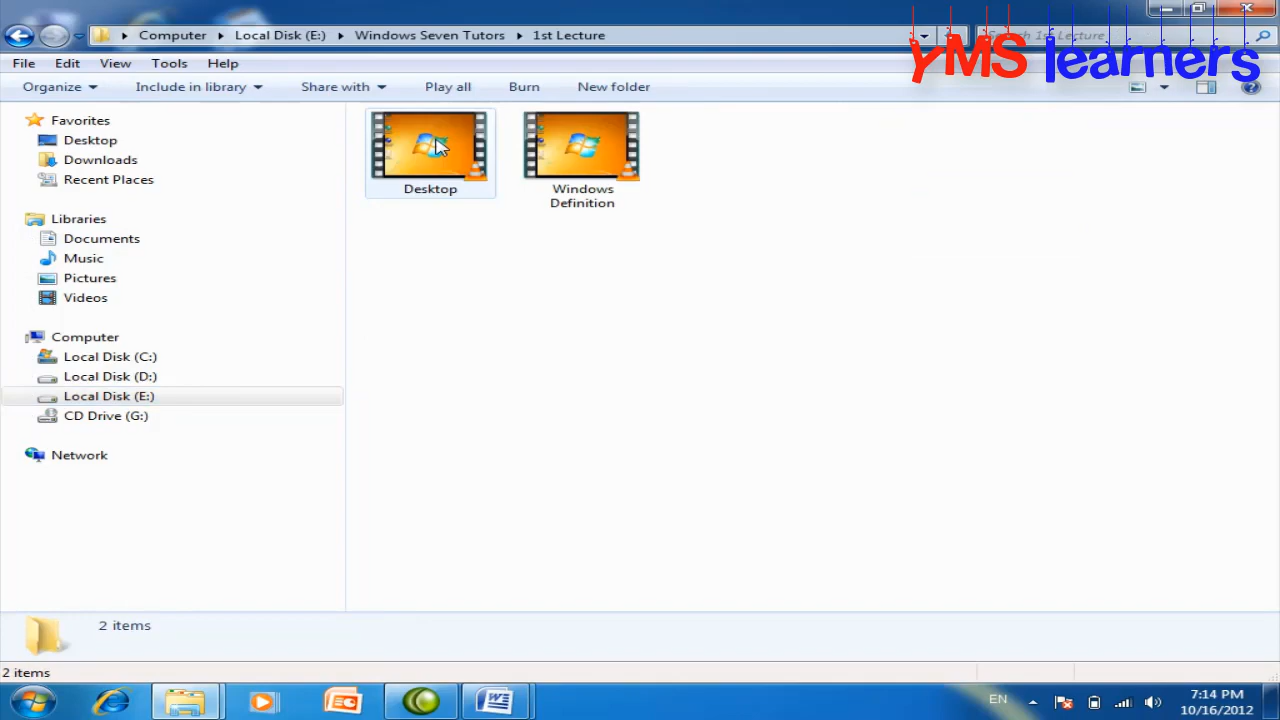 Computer Local Disk (E:) Windows Seven Tutors 1st Lecture Search 1st Lecture
YMS learners
File Edit View Tools Help
Organize Include in library Share with Play all Burn New folder
Favorites
Desktop
Downloads
Recent Places
Libraries
Documents
Music
Pictures
Videos
Computer
Local Disk (C:)
Local Disk (D:)
Local Disk (E:)
CD Drive (G:)
Network
Desktop
Windows
Definition
2 items
2 items
EN
7:14 PM
10/16/2012